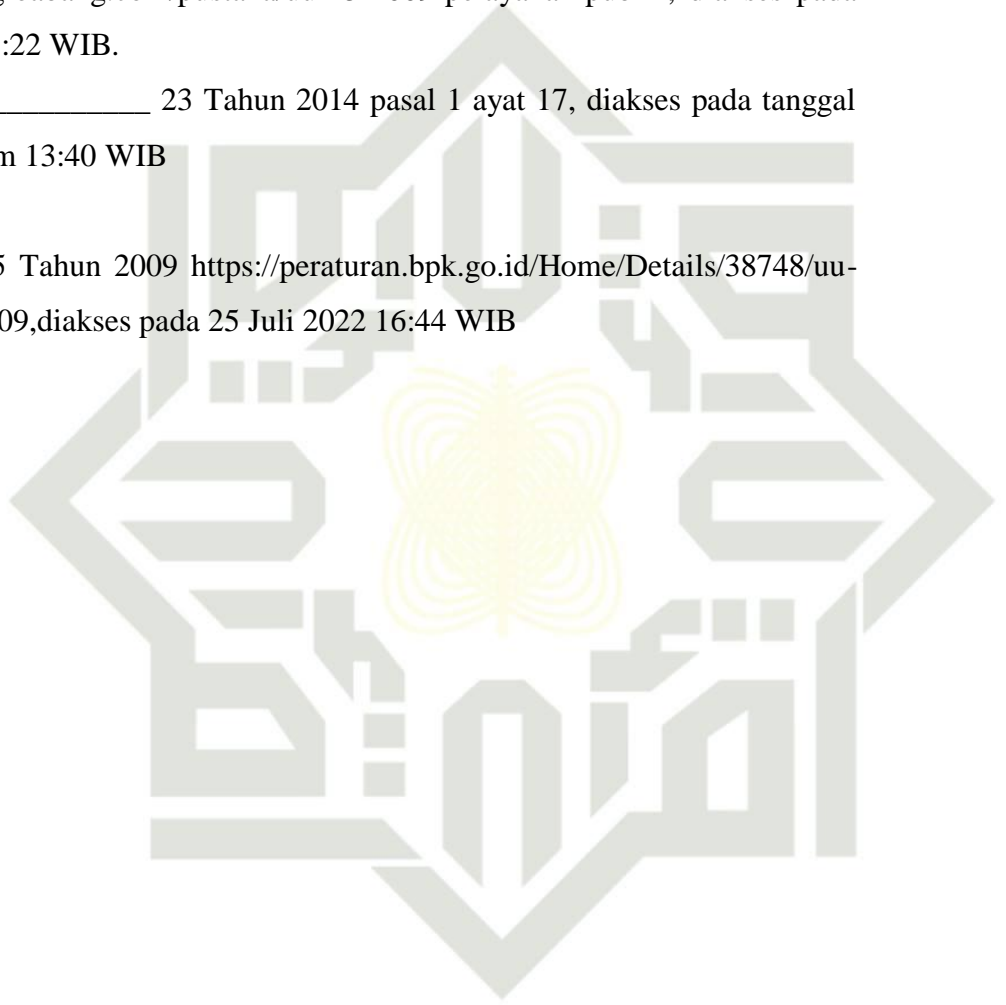 :22 WIB.
__________ 23 Tahun 2014 pasal 1 ayat 17, diakses pada tanggal
m 13:40 WIB
5 Tahun 2009 https://peraturan.bpk.go.id/Home/Details/38748/uu-
09,diakses pada 25 Juli 2022 16:44 WIB